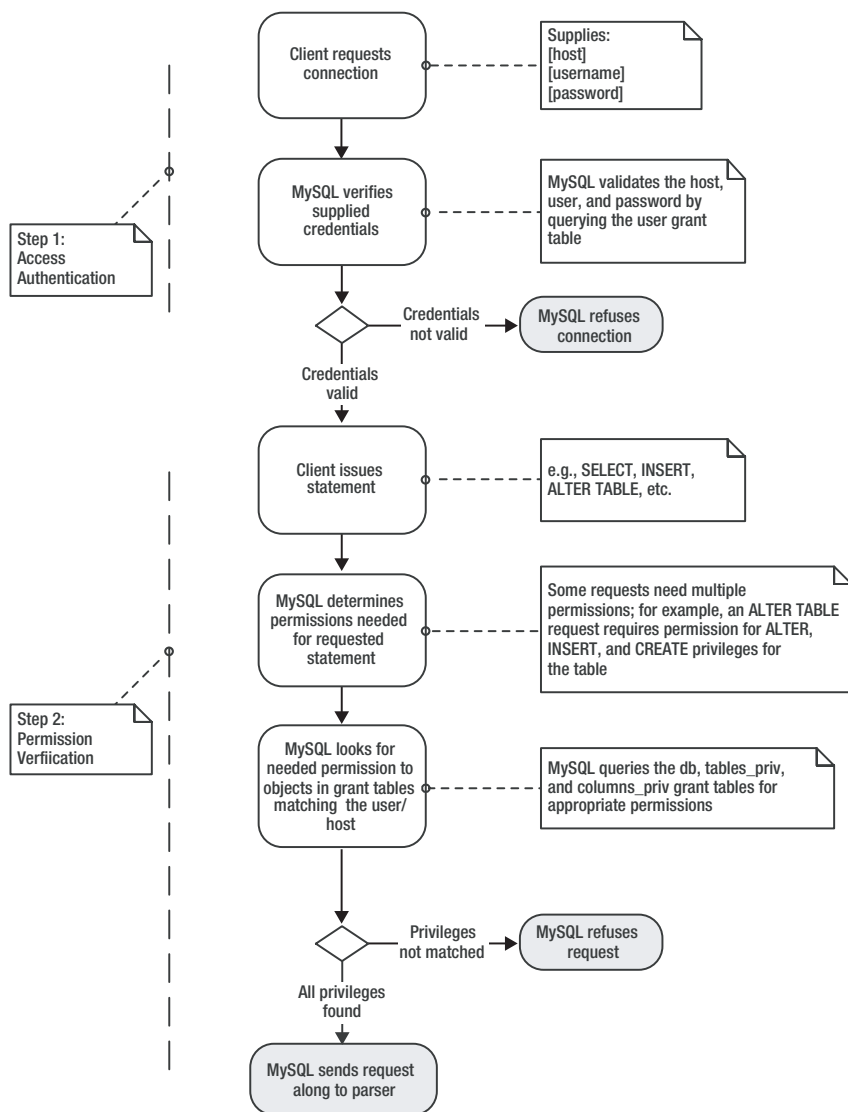 Client requests
connection
Supplies:
[host]
[username]
[password]
MySQL verifies
supplied
credentials
MySQL validates the host,
user, and password by
querying the user grant
table
Step 1:
Access
Authentication
Credentials
not valid
MySQL refuses
connection
Credentials
valid
Client issues
statement
e.g., SELECT, INSERT,
ALTER TABLE, etc.
MySQL determines
permissions needed
for requested
statement
Some requests need multiple
permissions; for example, an ALTER TABLE
request requires permission for ALTER,
INSERT, and CREATE privileges for
the table
Step 2:
Permission
Verfiication
MySQL looks for
needed permission to
objects in grant tables
matching the user/
host
MySQL queries the db, tables_priv,
and columns_priv grant tables for
appropriate permissions
Privileges
not matched
MySQL refuses
request
All privileges
found
MySQL sends request
along to parser